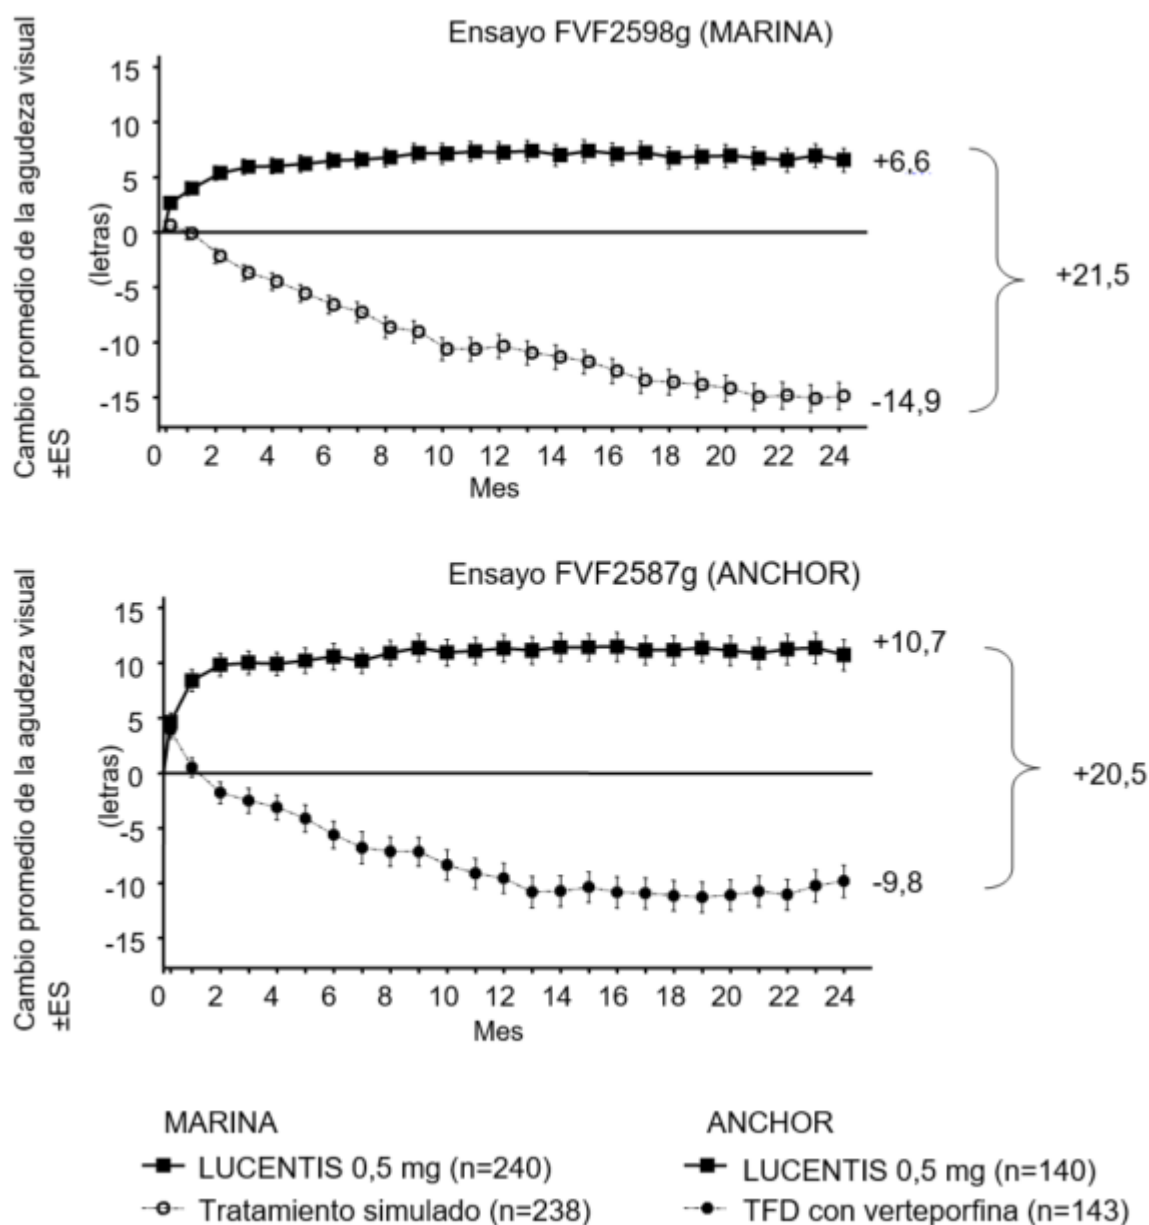 Ensayo FVF2598g (MARINA)
Cambio promedio de la agudeza visual
±ES
(letras)
15
10
5
0
-5
-10
-15
+6,6
-14,9
+21,5
0 2 4 6 8 10 12 14 16 18 20 22 24
Mes
Ensayo FVF2587g (ANCHOR)
Cambio promedio de la agudeza visual
±ES
(letras)
15
10
5
0
-5
-10
-15
+10,7
-9,8
+20,5
0 2 4 6 8 10 12 14 16 18 20 22 24
Mes
MARINA
LUCENTIS 0,5 mg (n=240)
Tratamiento simulado (n=238)
ANCHOR
LUCENTIS 0,5 mg (n=140)
TFD con verteporfina (n=143)